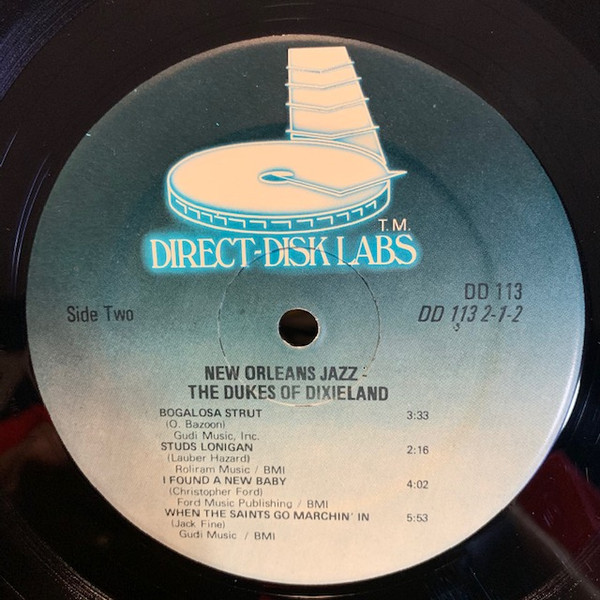 T.M.
DIRECT-DISK LABS
Side Two
DD 113
DD 113 2-1-2
NEW ORLEANS JAZZ -
THE DUKES OF DIXIELAND
BOGALOSA STRUT 3:33
(O. Bazoon)
Gudi Music, Inc.
STUDS LONIGAN 2:16
(Lauber Hazard)
Roliram Music / BMI
I FOUND A NEW BABY 4:02
(Christopher Ford)
Ford Music Publishing / BMI
WHEN THE SAINTS GO MARCHIN' IN 5:53
(Jack Fine)
Gudi Music / BMI